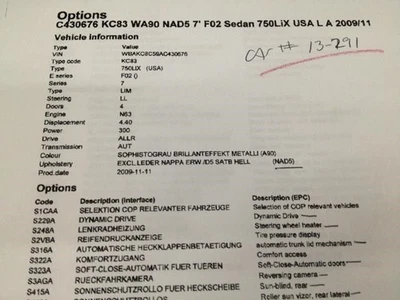 Options
C430676 KC83 WA90 NAD5 7' F02 Sedan 750LiX USA L A 2009/11
Car # 13-291
Vehicle information
Type Value
VIN WBAKC8C59AC430676
Type code KC83
Type 750LIX (USA)
E series F02 ()
Series 7
Type LIM
Steering LL
Doors 4
Engine N63
Displacement 4.40
Power 300
Drive ALLR
Transmission AUT
Colour SOPHISTOGRAU BRILLANTEFFEKT METALLI (A90)
Upholstery EXCL.LEDER NAPPA ERW./D5 SATB HELL (NAD5)
Prod.date 2009-11-11
Options
Code Description (interface) Description (EPC)
S1CAA SELEKTION COP RELEVANTER FAHRZEUGE Selection of COP relevant vehicles
S229A DYNAMIC DRIVE Dynamic Drive
S248A LENKRADHEIZUNG Steering wheel heater
S2VBA REIFENDRUCKANZEIGE Tire pressure display
S316A AUTOMATISCHE HECKKLAPPENBETAETIGUNG automatic trunk lid mechanism
S322A KOMFORTZUGANG Comfort access
S323A SOFT-CLOSE-AUTOMATIK FUER TUEREN Soft-Close-Automatic doors
S3AGA RUECKFAHRKAMERA Reversing camera
S415A SONNENSCHUTZROLLO FUER HECKSCHEIBE Sun-blind, rear
Roller sun vizor, rear lateral